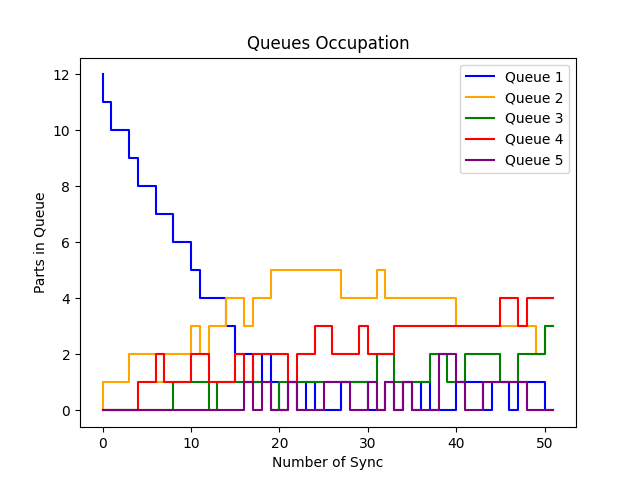 Queues Occupation
Parts in Queue
12
10
8
6
4
2
0
Queue 1
Queue 2
Queue 3
Queue 4
Queue 5
0 10 20 30 40 50
Number of Sync